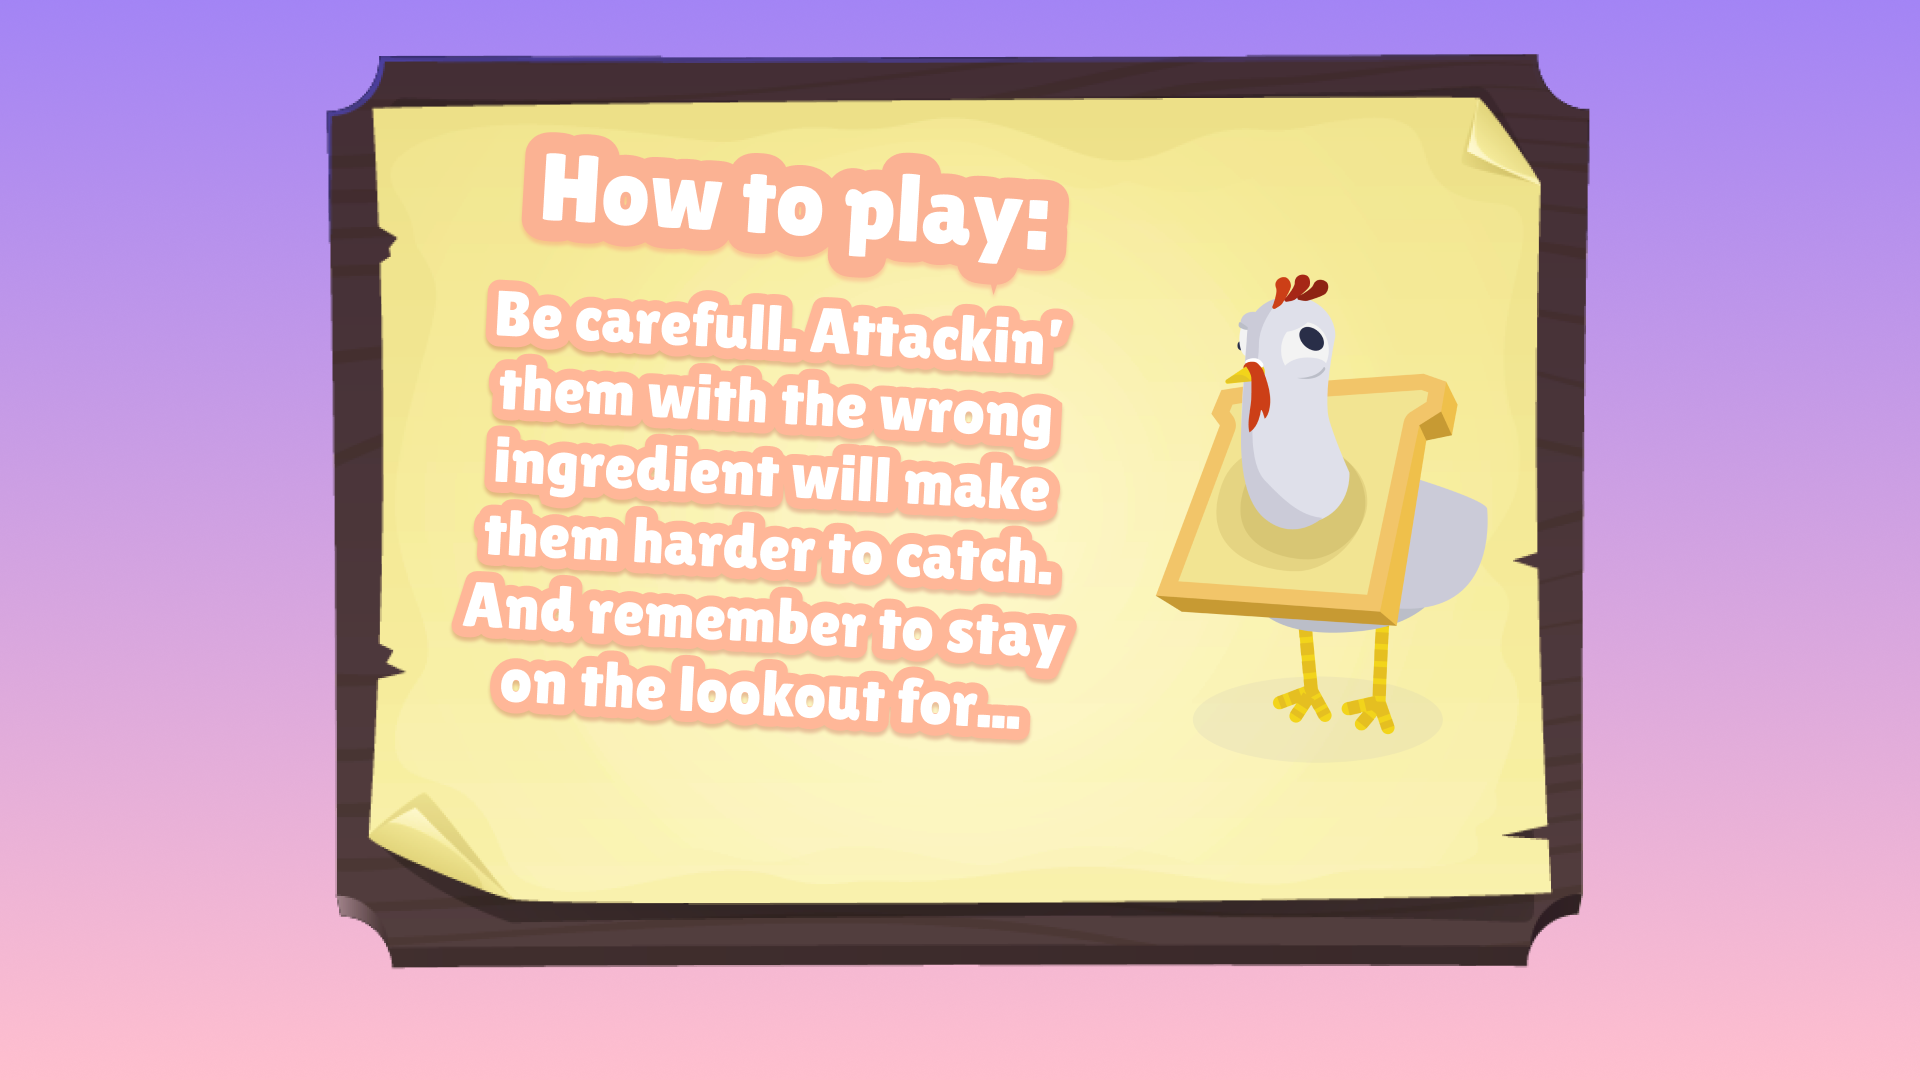 How to play:
Be carefull. Attackin’
them with the wrong
ingredient will make
them harder to catch.
And remember to stay
on the lookout for...